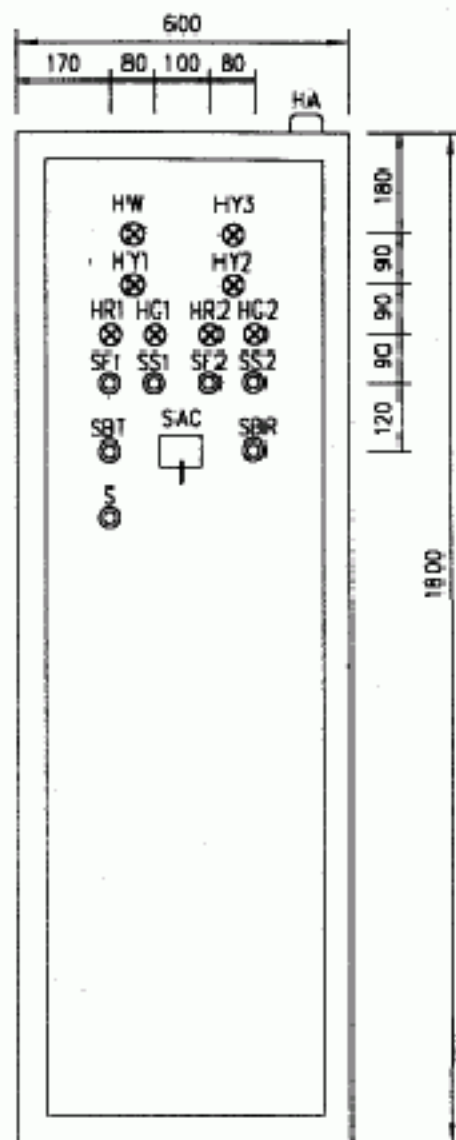 600
170 80 100 80
HA
HW HY3
HY1 HY2
HR1 HG1 HR2 HG2
SF1 SS1 SF2 SS2
SBT SAC SBR
S
180
90
90
90
120
1800